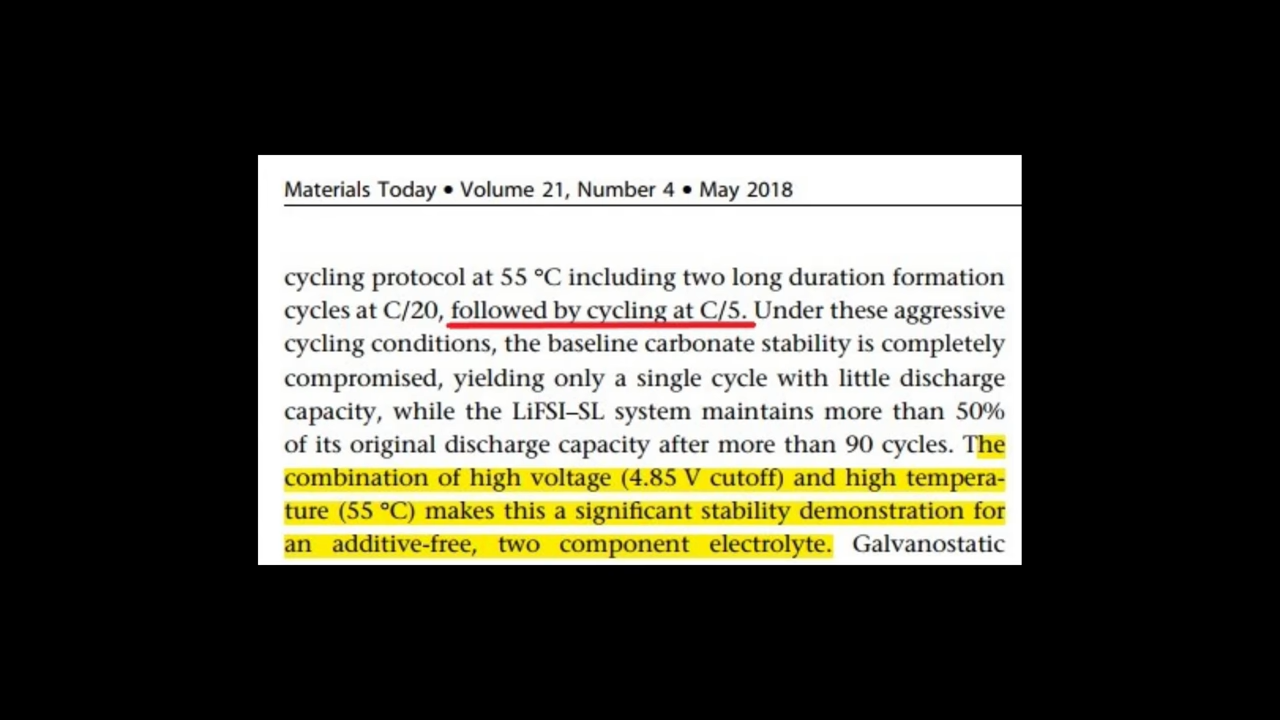 Materials Today • Volume 21, Number 4 • May 2018
cycling protocol at 55 °C including two long duration formation
cycles at C/20, followed by cycling at C/5. Under these aggressive
cycling conditions, the baseline carbonate stability is completely
compromised, yielding only a single cycle with little discharge
capacity, while the LiFSI–SL system maintains more than 50%
of its original discharge capacity after more than 90 cycles. The
combination of high voltage (4.85 V cutoff) and high tempera-
ture (55 °C) makes this a significant stability demonstration for
an additive-free, two component electrolyte. Galvanostatic